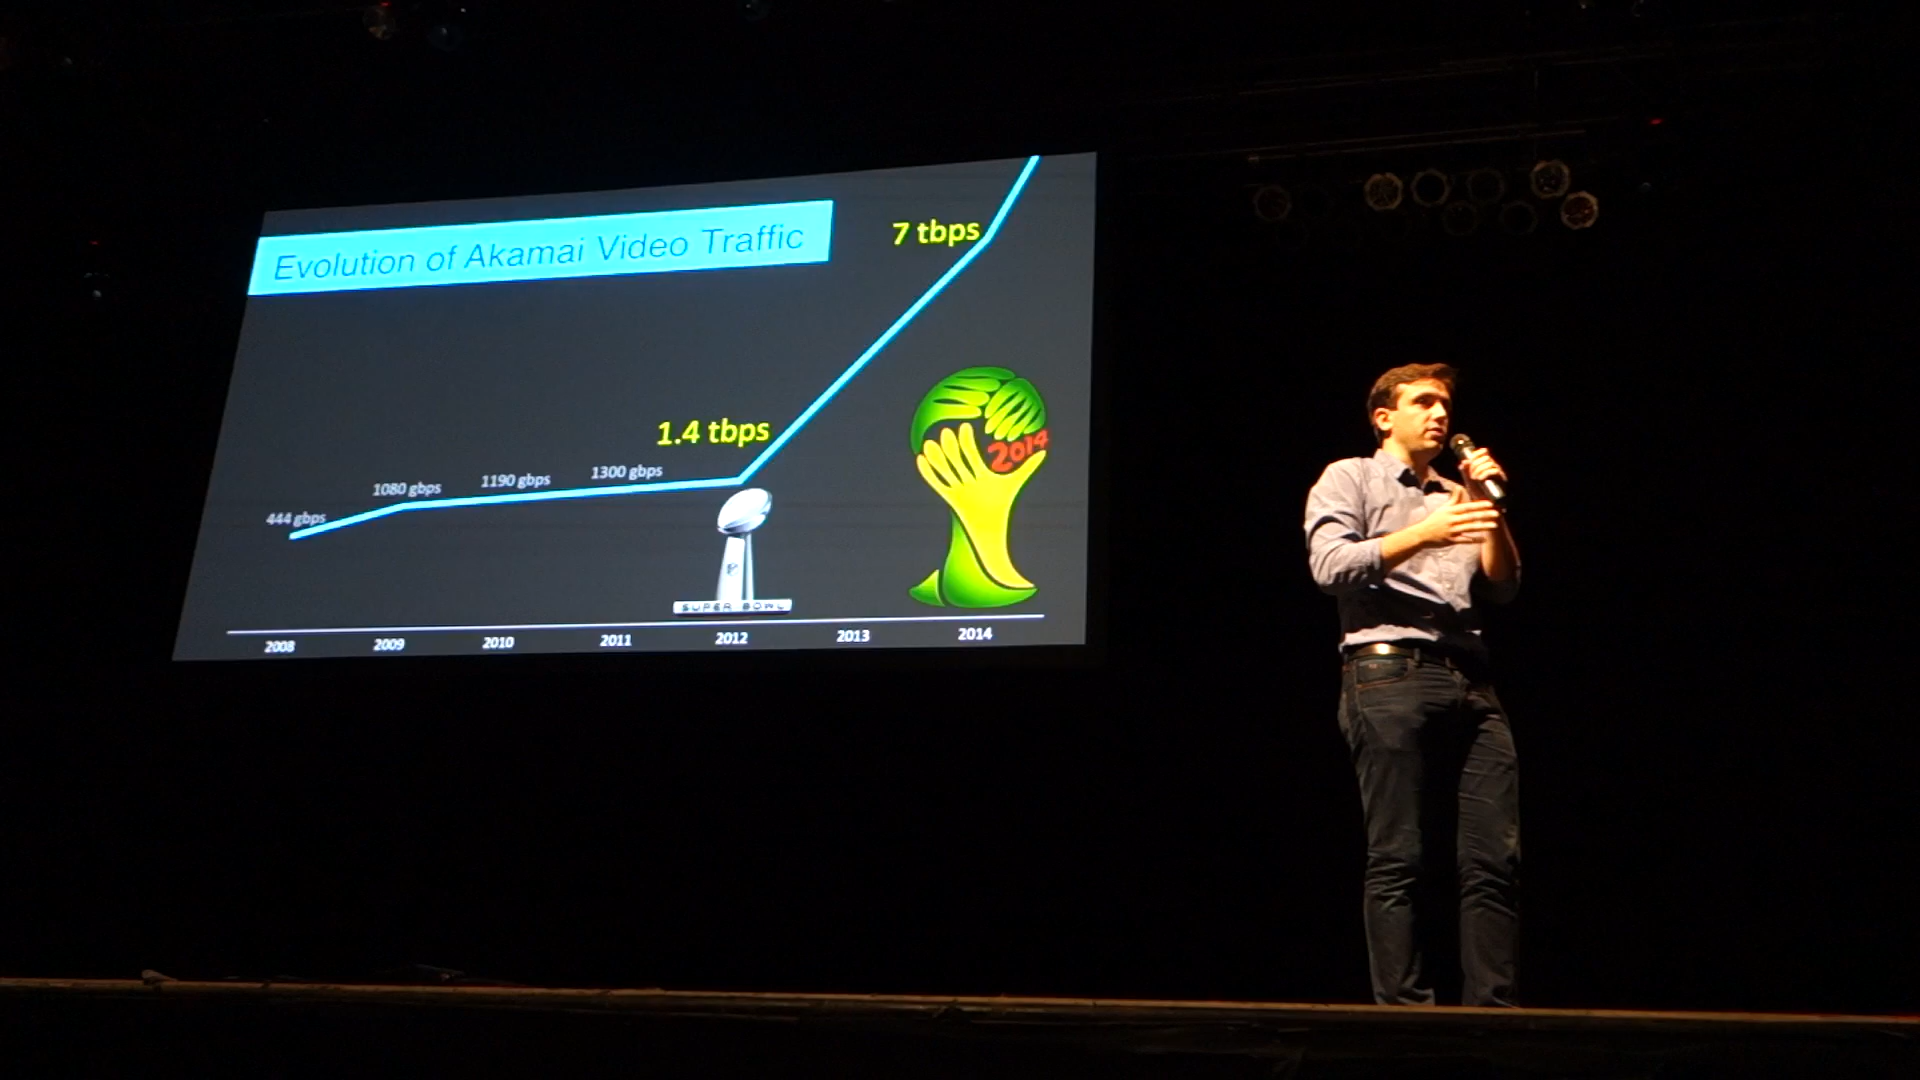 Evolution of Akamai Video Traffic
7 tbps
1.4 tbps
1300 gbps
1190 gbps
1080 gbps
444 gbps
2014
SUPER BOWL
2008 2009 2010 2011 2012 2013 2014